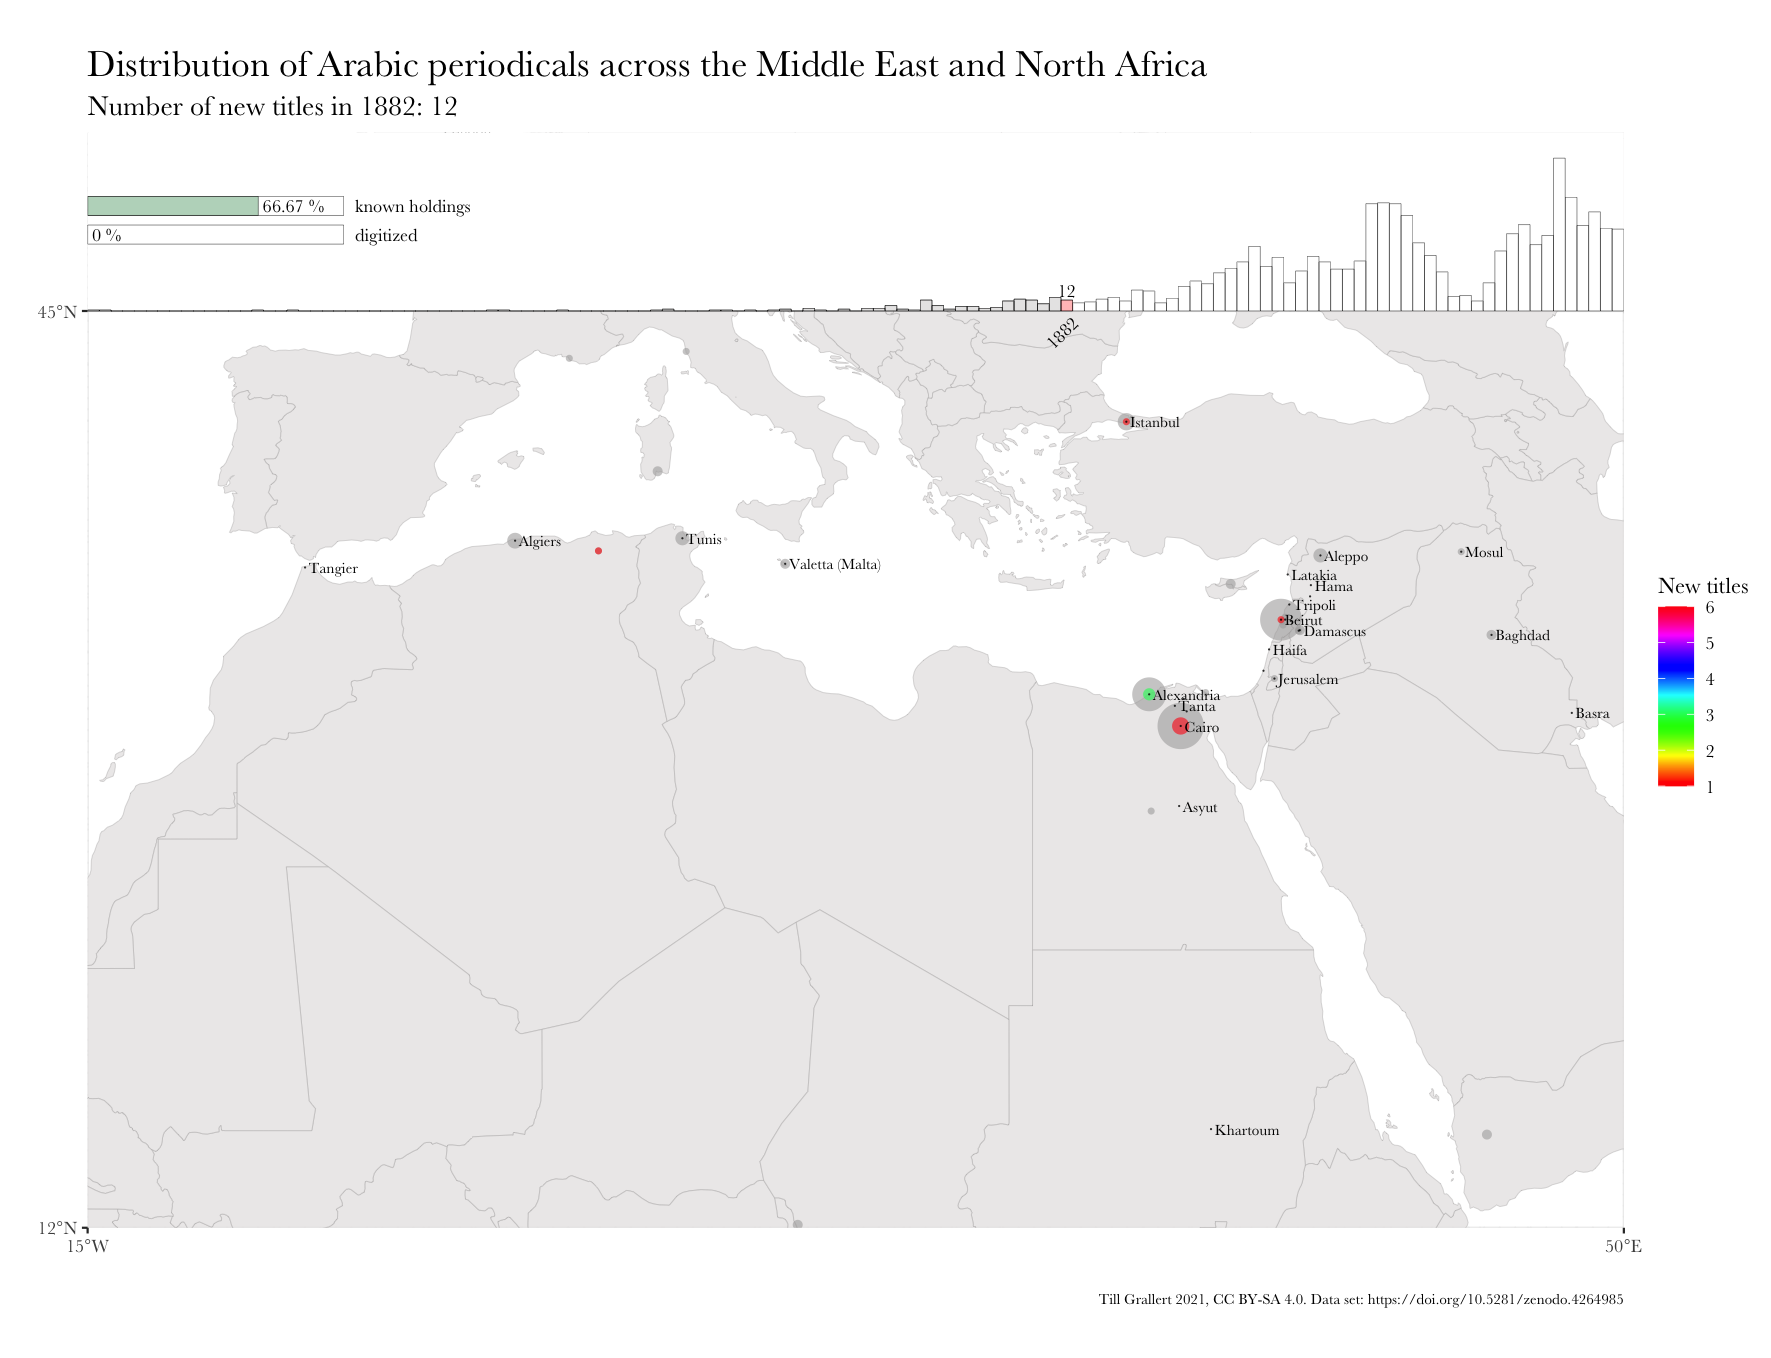 Distribution of Arabic periodicals across the Middle East and North Africa
Number of new titles in 1882: 12
66.67 % known holdings
0 % digitized
12
45°N
1882
Istanbul
Algiers
Tunis
Tangier
Valetta (Malta)
Aleppo
Mosul
Latakia
Hama
Tripoli
Beirut
Damascus
Baghdad
Haifa
Jerusalem
Alexandria
Tanta
Cairo
Basra
Asyut
Khartoum
New titles
6
5
4
3
2
1
12°N
15°W
50°E
Till Grallert 2021, CC BY-SA 4.0. Data set: https://doi.org/10.5281/zenodo.4264985